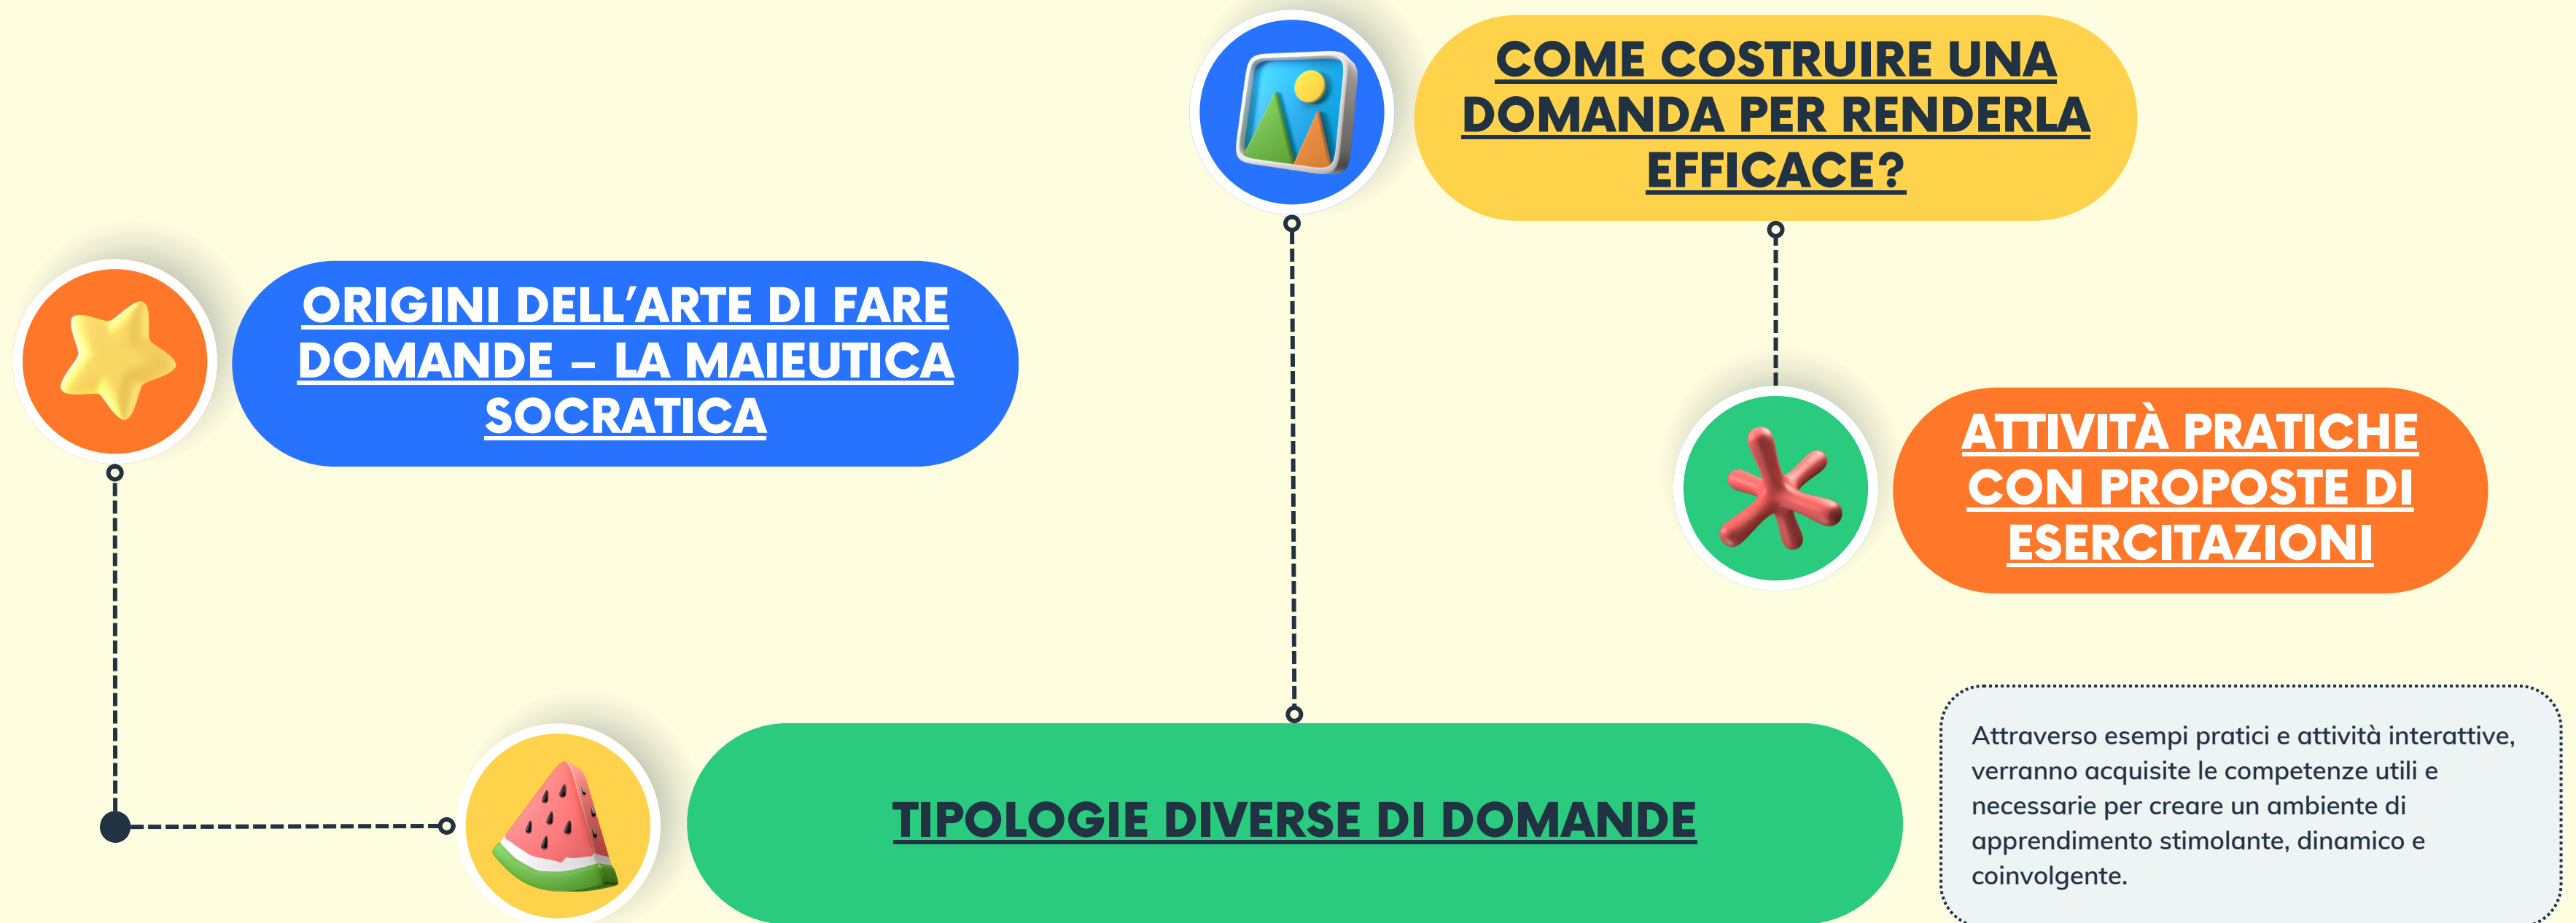 COME COSTRUIRE UNA
DOMANDA PER RENDERLA
EFFICACE?
ORIGINI DELL'ARTE DI FARE
DOMANDE – LA MAIEUTICA
SOCRATICA
ATTIVITÀ PRATICHE
CON PROPOSTE DI
ESERCITAZIONI
TIPOLOGIE DIVERSE DI DOMANDE
Attraverso esempi pratici e attività interattive,
verranno acquisite le competenze utili e
necessarie per creare un ambiente di
apprendimento stimolante, dinamico e
coinvolgente.